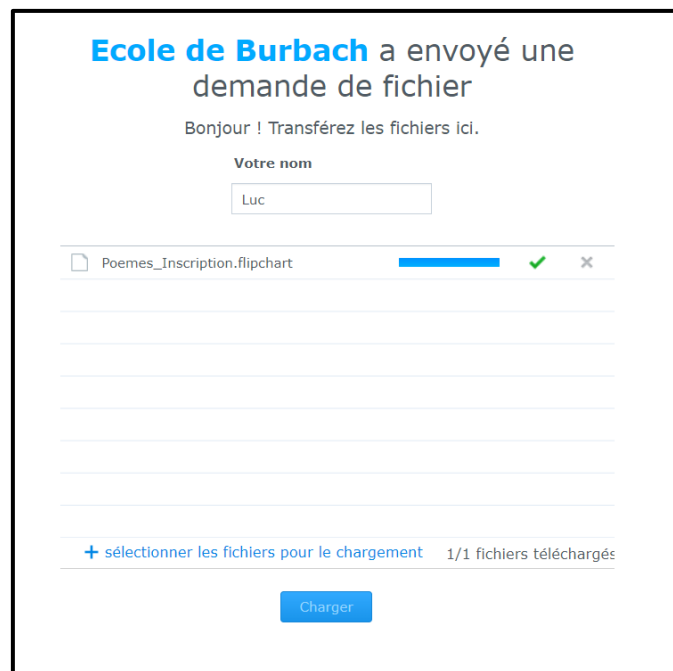 Ecole de Burbach a envoyé une
demande de fichier
Bonjour ! Transférez les fichiers ici.
Votre nom
Luc
Poemes_Inscription.flipchart
+ sélectionner les fichiers pour le chargement 1/1 fichiers téléchargés
Charger